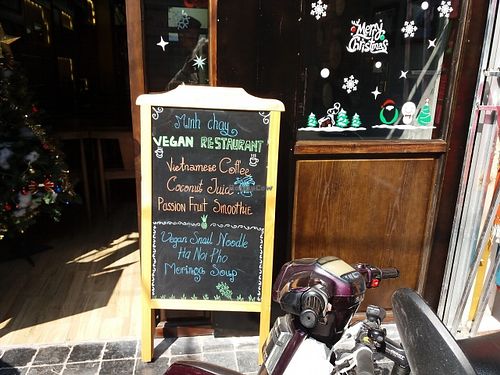 Merry
Christmas
Minh chay
VEGAN RESTAURANT
Vietnamese Coffee
Coconut Juice
Passion Fruit Smoothie
Vegan Snail Noodle
Ha Noi Pho
Moringa Soup